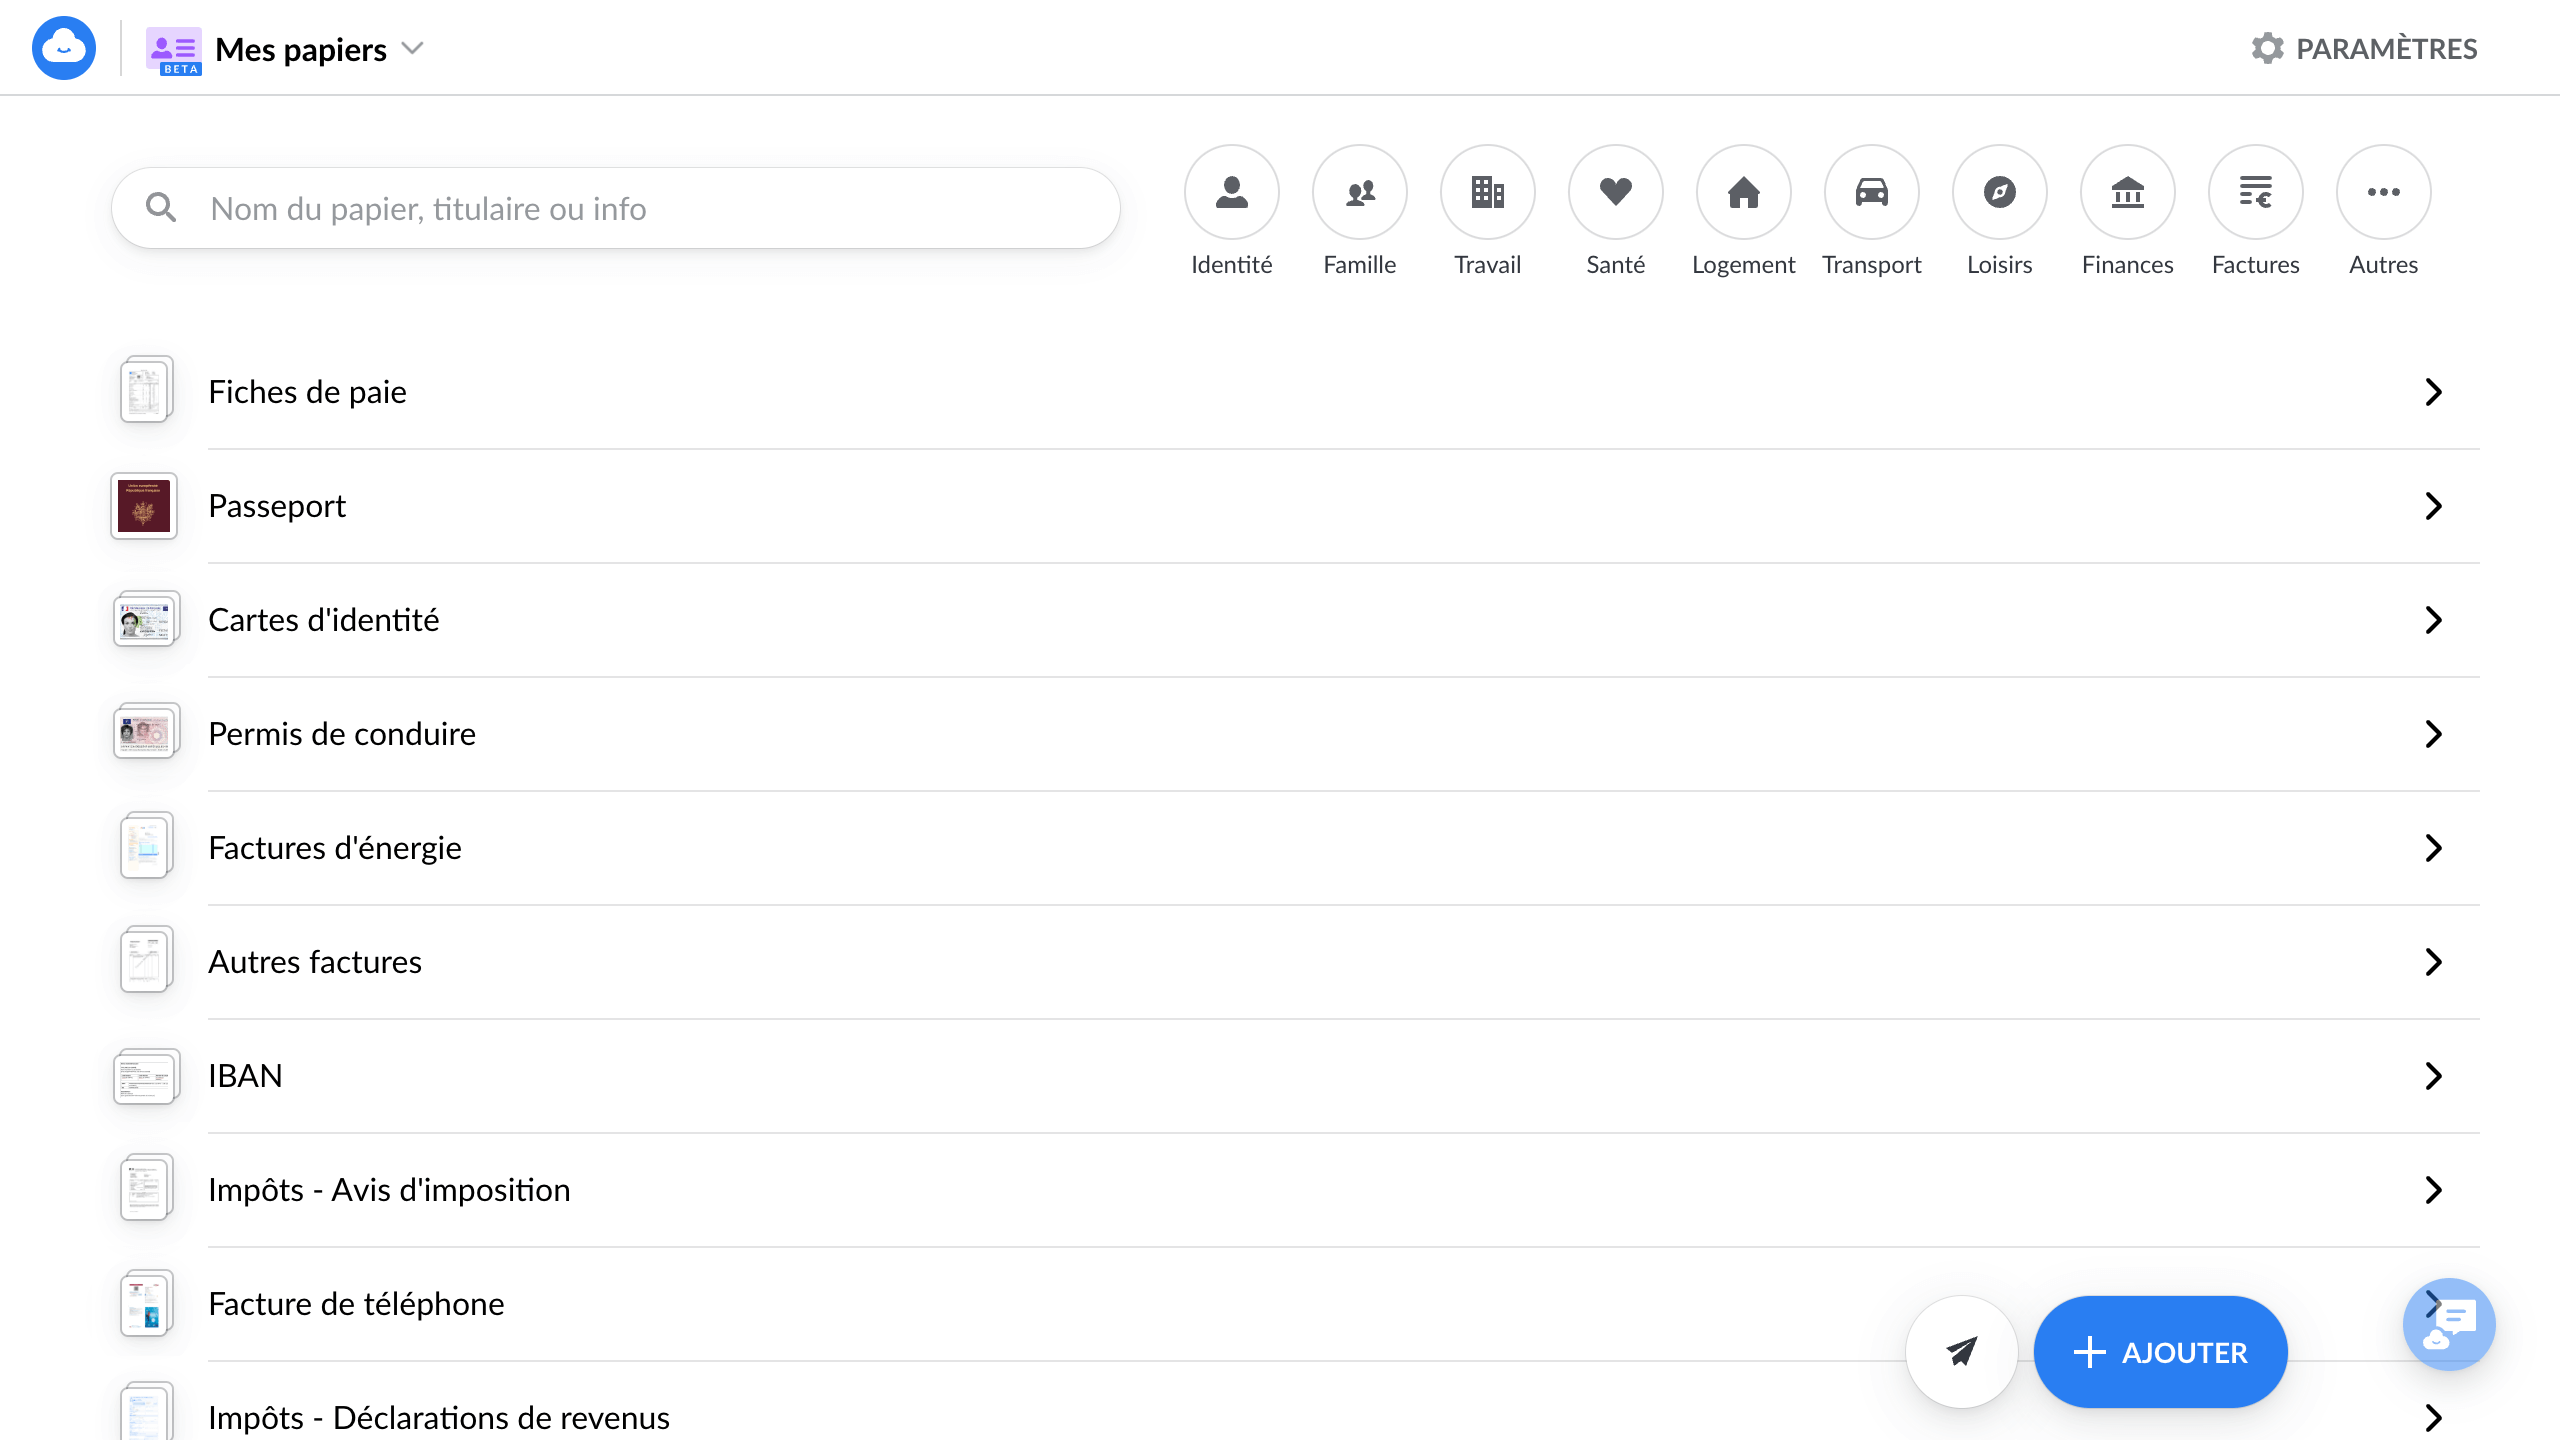 BETA
Mes papiers
PARAMÈTRES
Nom du papier, titulaire ou info
Identité
Famille
Travail
Santé
Logement
Transport
Loisirs
Finances
Factures
Autres
Fiches de paie
Passeport
Cartes d'identité
Permis de conduire
Factures d'énergie
Autres factures
IBAN
Impôts - Avis d'imposition
Facture de téléphone
AJOUTER
Impôts - Déclarations de revenus